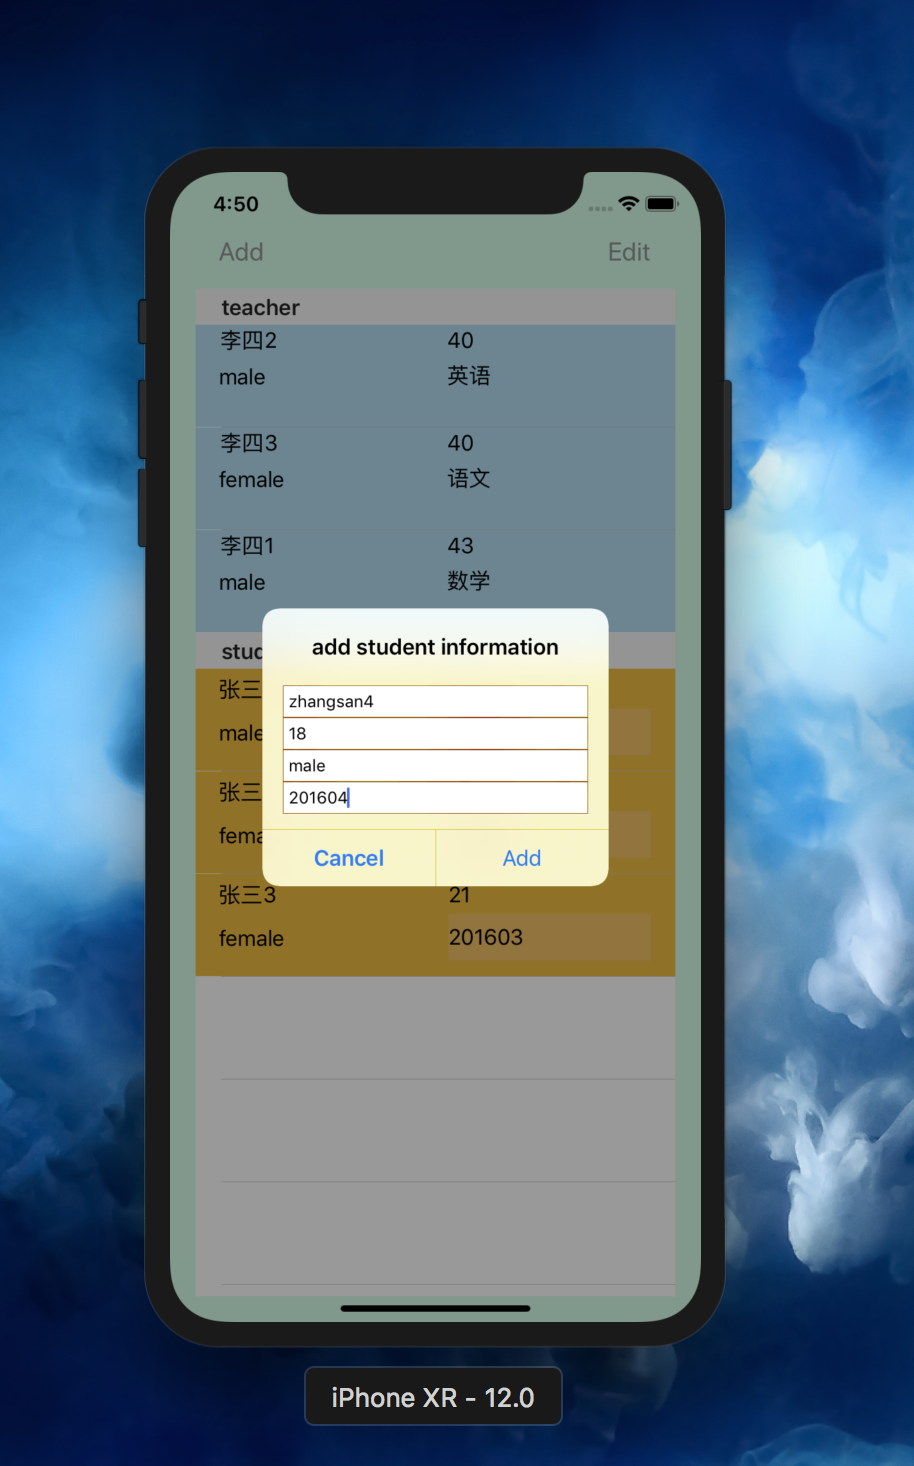 4:50
Add Edit
teacher
李四2 40
male 英语
李四3 40
female 语文
李四1 43
male 数学
add student information
张三
zhangsan4
18
male
male
张三
201604
Cancel Add
张三3 21
female 201603
iPhone XR - 12.0